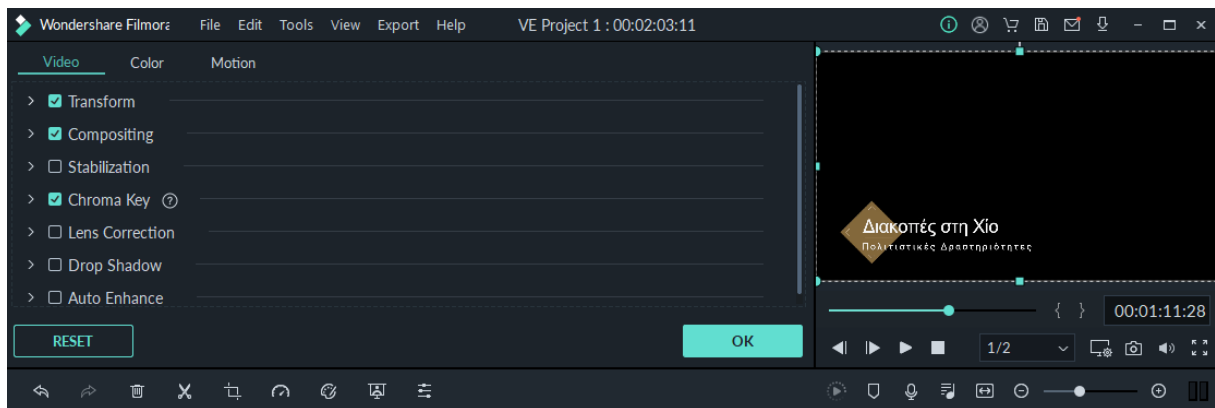 Wondershare Filmora File Edit Tools View Export Help VE Project 1 : 00:02:03:11
Video Color Motion
Transform
Compositing
Stabilization
Chroma Key
Lens Correction
Drop Shadow
Auto Enhance
RESET OK
Διακοπές στη Χίο
Πολιτιστικές Δραστηριότητες
{ } 00:01:11:28
1/2